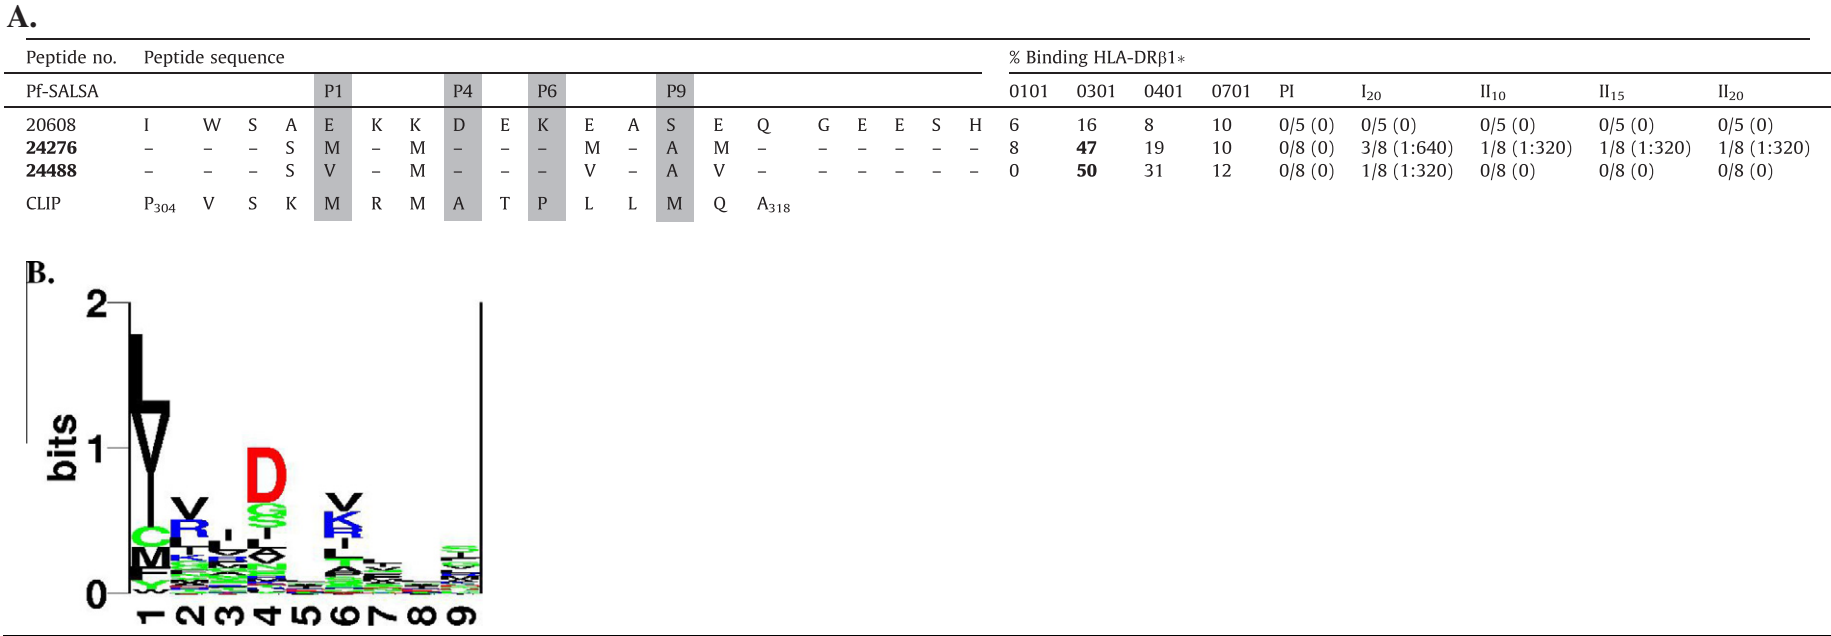 A.
Peptide no. Peptide sequence % Binding HLA-DRβ1*
Pf-SALSA P1 P4 P6 P9 0101 0301 0401 0701 PI I20 II10 II15 II20
20608 I W S A E K K D E K E A S E Q G E E S H 6 16 8 10 0/5 (0) 0/5 (0) 0/5 (0) 0/5 (0) 0/5 (0)
24276 – – – S M – M – – – M – A M – – – – – – 8 47 19 10 0/8 (0) 3/8 (1:640) 1/8 (1:320) 1/8 (1:320) 1/8 (1:320)
24488 – – – S V – M – – – V – A V – – – – – – 0 50 31 12 0/8 (0) 1/8 (1:320) 0/8 (0) 0/8 (0) 0/8 (0)
CLIP P304 V S K M R M A T P L L M Q A318
B.
2
1
0
bits
L
V
I
C
M
F
V
R
D
G
S
V
K
R
1 2 3 4 5 6 7 8 9